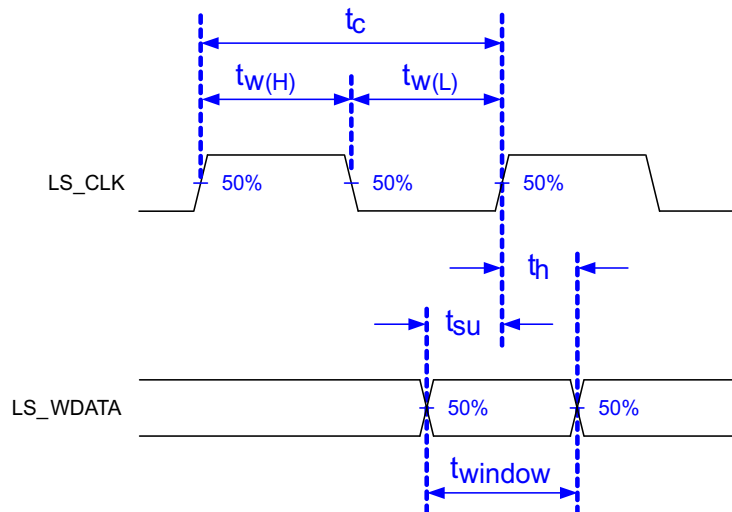 tc
tw(H) tw(L)
LS_CLK 50% 50% 50%
th
tsu
LS_WDATA 50% 50%
twindow